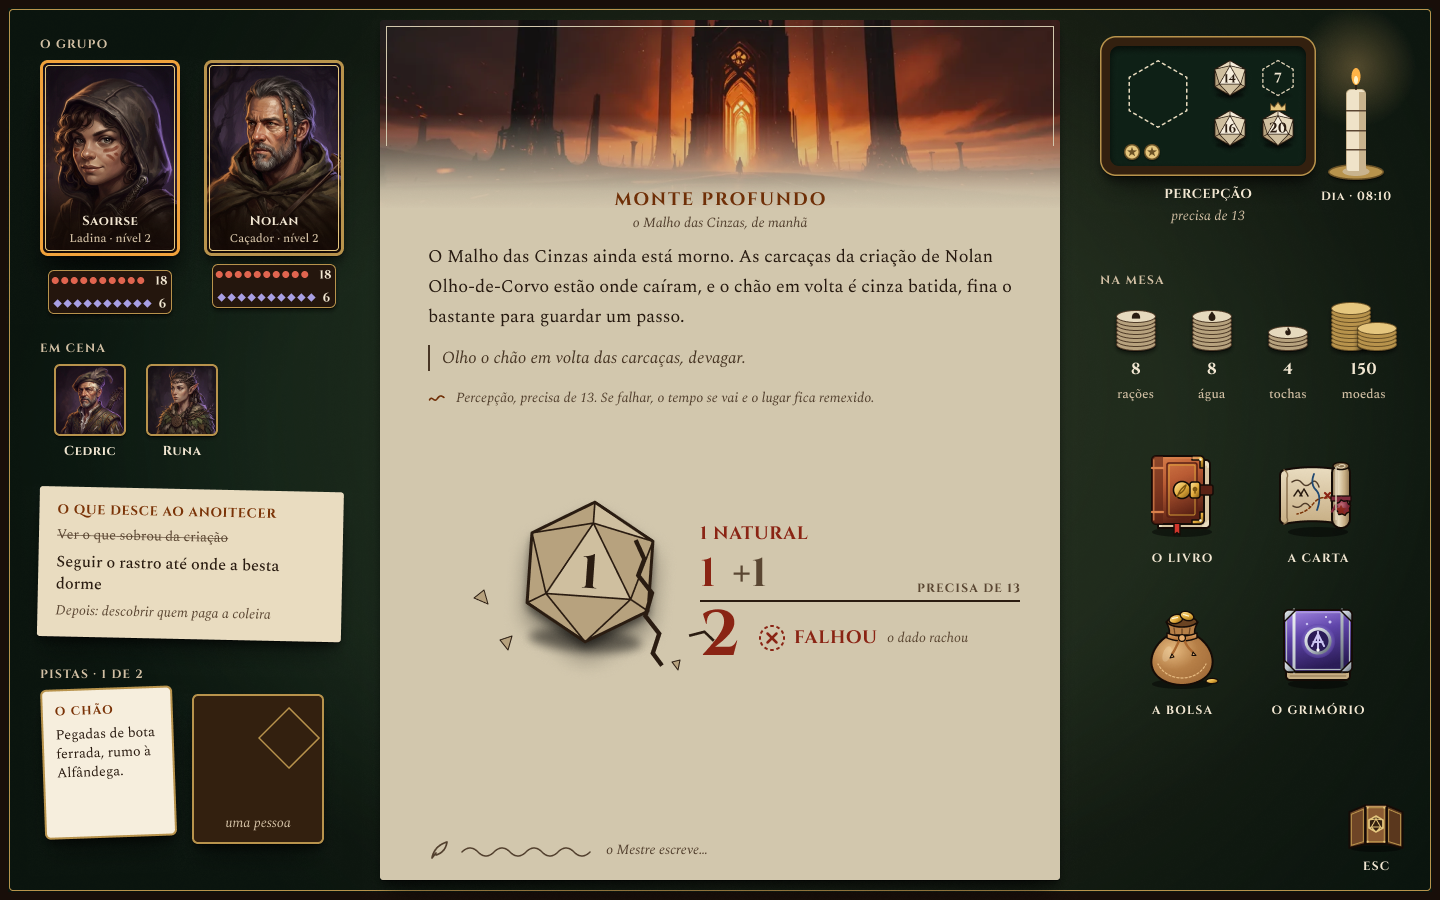 O GRUPO
SAOIRSE
Ladina · nível 2
18
6
NOLAN
Caçador · nível 2
18
6
EM CENA
CEDRIC
RUNA
O QUE DESCE AO ANOITECER
Ver o que sobrou da criação
Seguir o rastro até onde a besta
dorme
Depois: descobrir quem paga a coleira
PISTAS · 1 DE 2
O CHÃO
Pegadas de bota
ferrada, rumo à
Alfândega.
uma pessoa
MONTE PROFUNDO
o Malho das Cinzas, de manhã
O Malho das Cinzas ainda está morno. As carcaças da criação de Nolan
Olho-de-Corvo estão onde caíram, e o chão em volta é cinza batida, fina o
bastante para guardar um passo.
Olho o chão em volta das carcaças, devagar.
Percepção, precisa de 13. Se falhar, o tempo se vai e o lugar fica remexido.
1
1 NATURAL
1 +1
PRECISA DE 13
2 FALHOU o dado rachou
o Mestre escreve...
14
7
16
20
PERCEPÇÃO
precisa de 13
DIA · 08:10
NA MESA
8
rações
8
água
4
tochas
150
moedas
O LIVRO
A CARTA
A BOLSA
O GRIMÓRIO
ESC